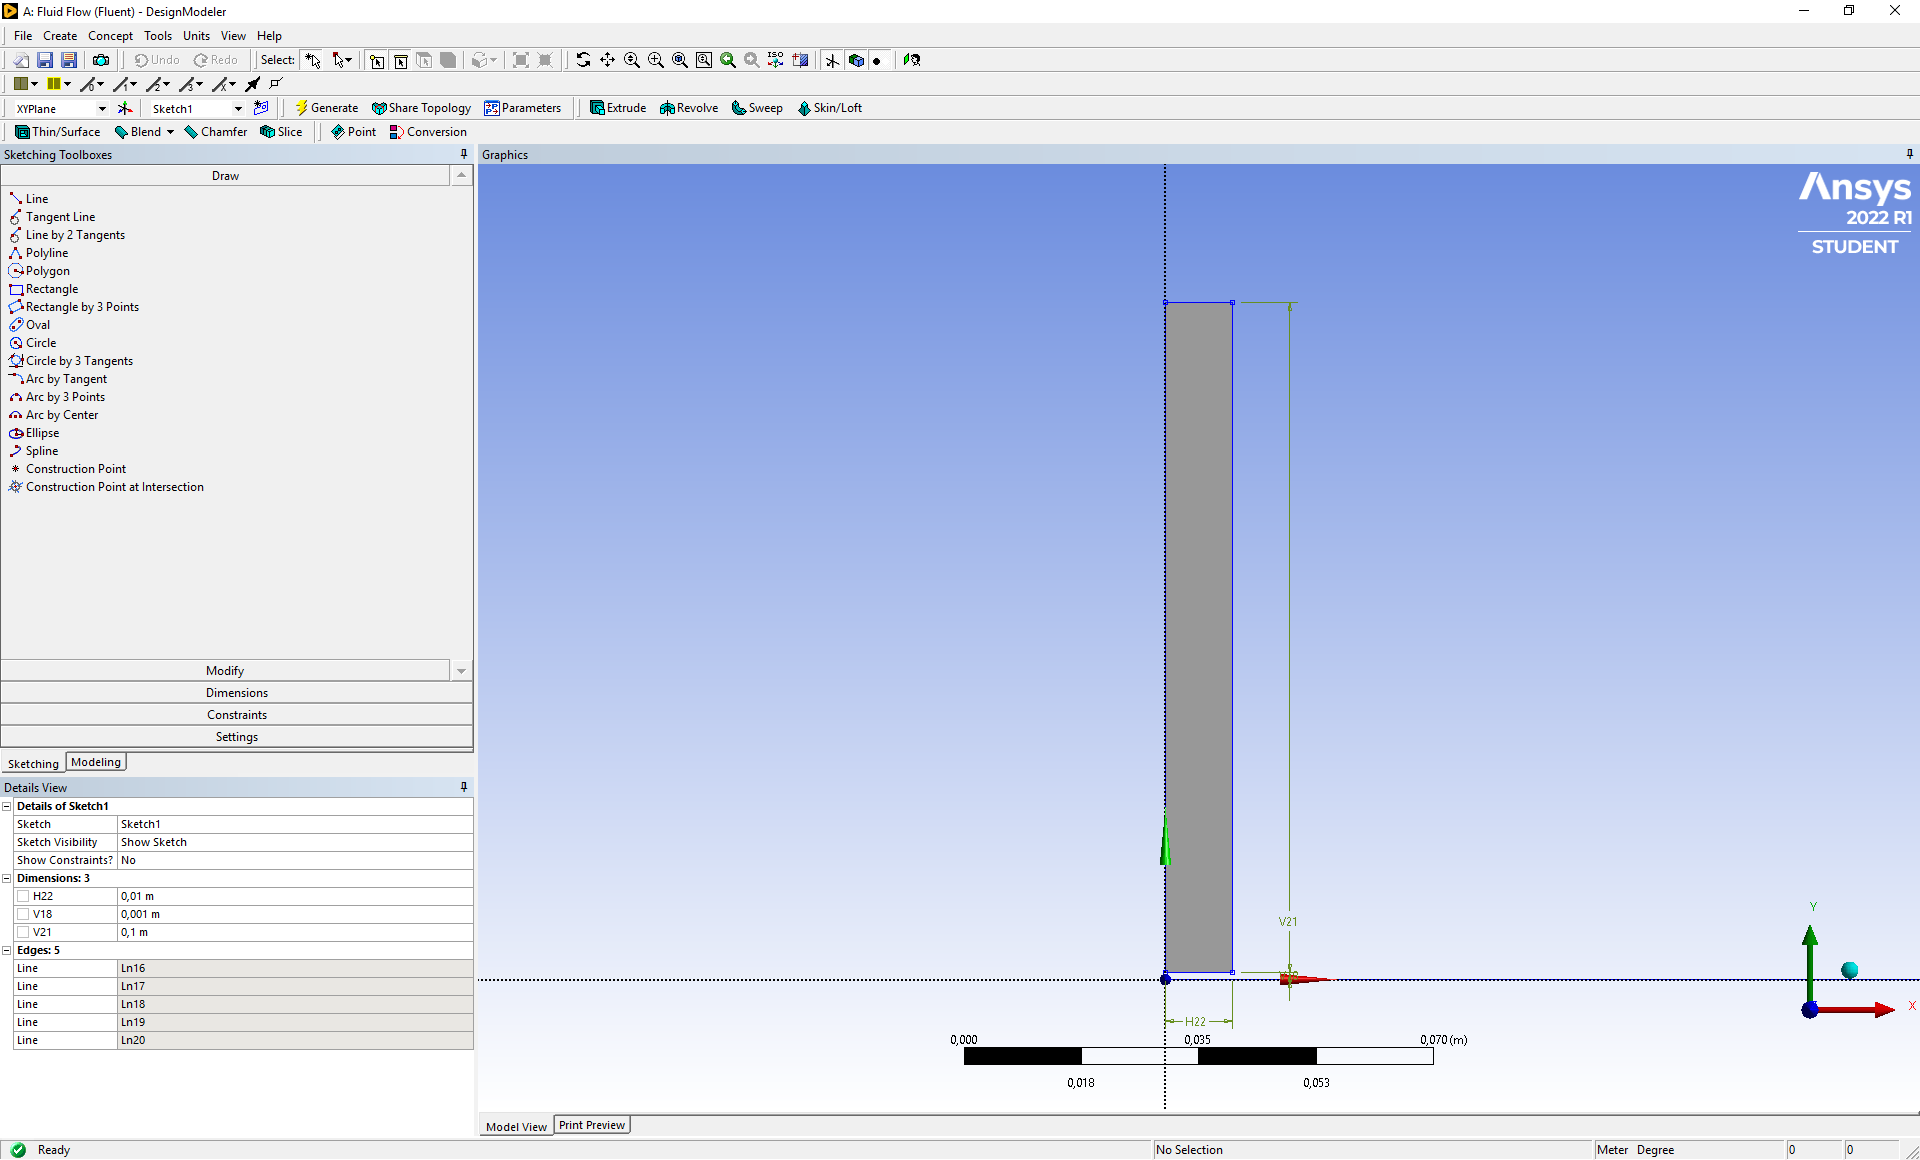 A: Fluid Flow (Fluent) - DesignModeler
File Create Concept Tools Units View Help
Undo Redo Select:
XYPlane Sketch1 Generate Share Topology Parameters Extrude Revolve Sweep Skin/Loft
Thin/Surface Blend Chamfer Slice Point Conversion
Sketching Toolboxes
Draw
Line
Tangent Line
Line by 2 Tangents
Polyline
Polygon
Rectangle
Rectangle by 3 Points
Oval
Circle
Circle by 3 Tangents
Arc by Tangent
Arc by 3 Points
Arc by Center
Ellipse
Spline
Construction Point
Construction Point at Intersection
Modify
Dimensions
Constraints
Settings
Sketching Modeling
Details View
Details of Sketch1
Sketch Sketch1
Sketch Visibility Show Sketch
Show Constraints? No
Dimensions: 3
H22 0,01 m
V18 0,001 m
V21 0,1 m
Edges: 5
Line Ln16
Line Ln17
Line Ln18
Line Ln19
Line Ln20
Graphics
Ansys
2022 R1
STUDENT
V21
H22
0,000 0,035 0,070 (m)
0,018 0,053
Y
X
Model View Print Preview
Ready No Selection Meter Degree 0 0